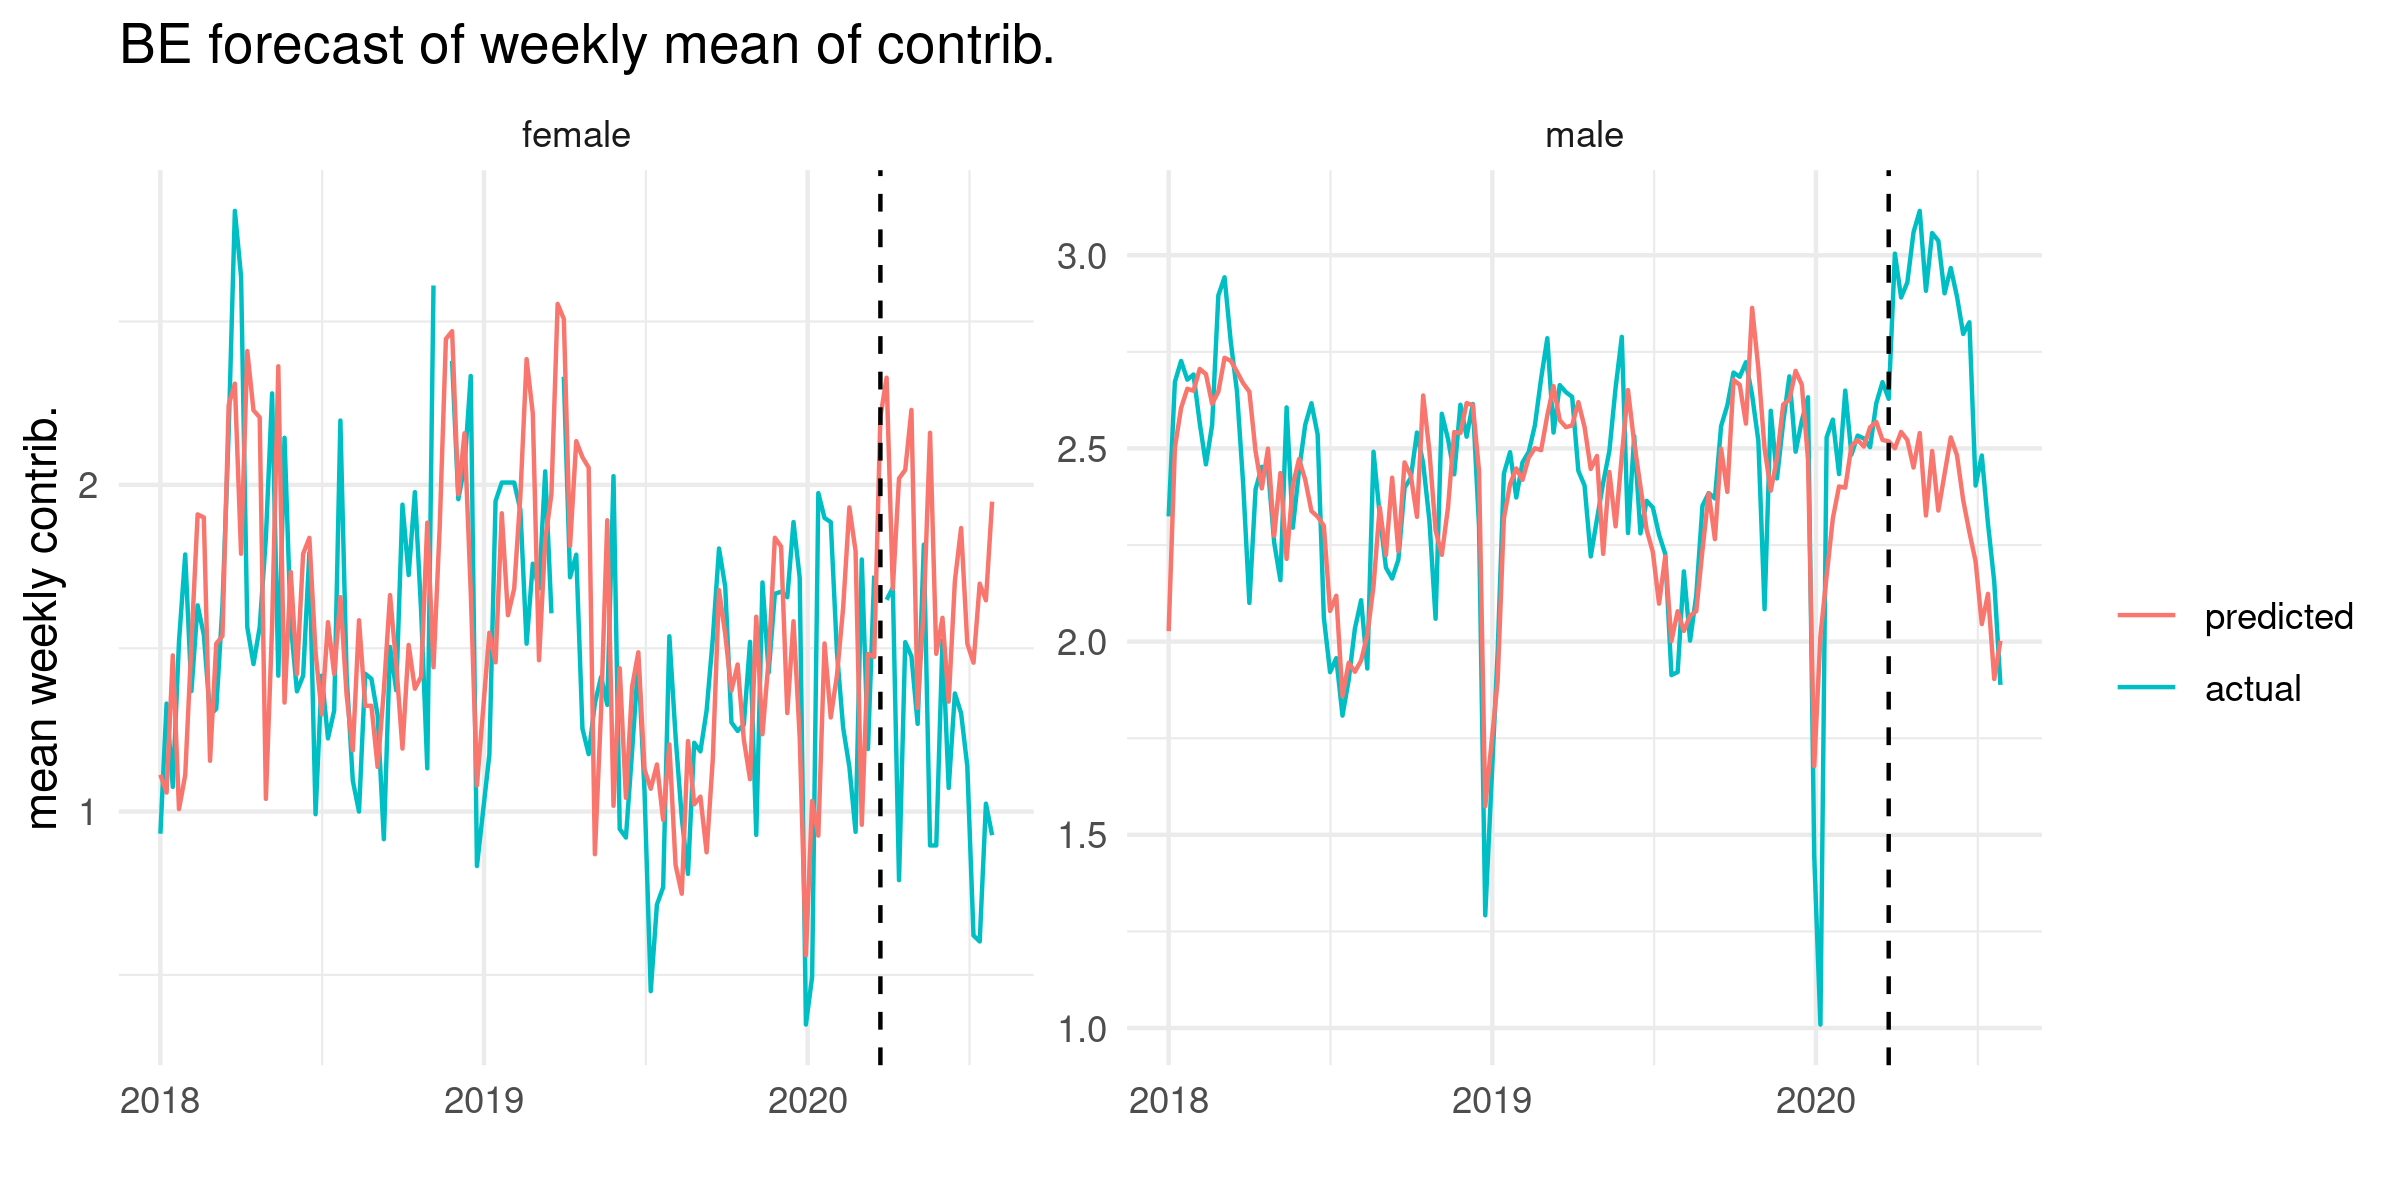 BE forecast of weekly mean of contrib.
female
male
mean weekly contrib.
2
1
3.0
2.5
2.0
1.5
1.0
2018
2019
2020
2018
2019
2020
predicted
actual